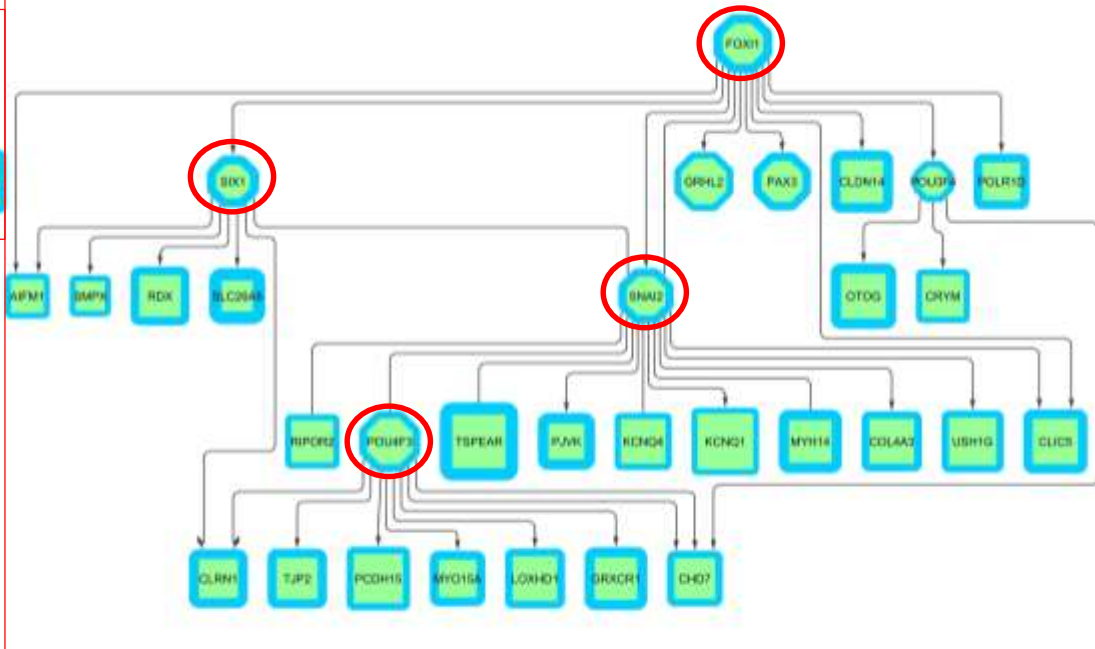 FOXI1
SIX1
GRHL2
PAX3
CLDN14
POU3F4
POLR1D
AIFM1
SMPX
RDX
SLC26A5
SNAI2
OTOG
CRYM
RIPOR2
POU4F3
TSPEAR
PJVK
KCNQ4
KCNQ1
MYH14
COL4A3
USH1G
CLIC5
CLRN1
TJP2
PCDH15
MYO15A
LOXHD1
GRXCR1
CHD7